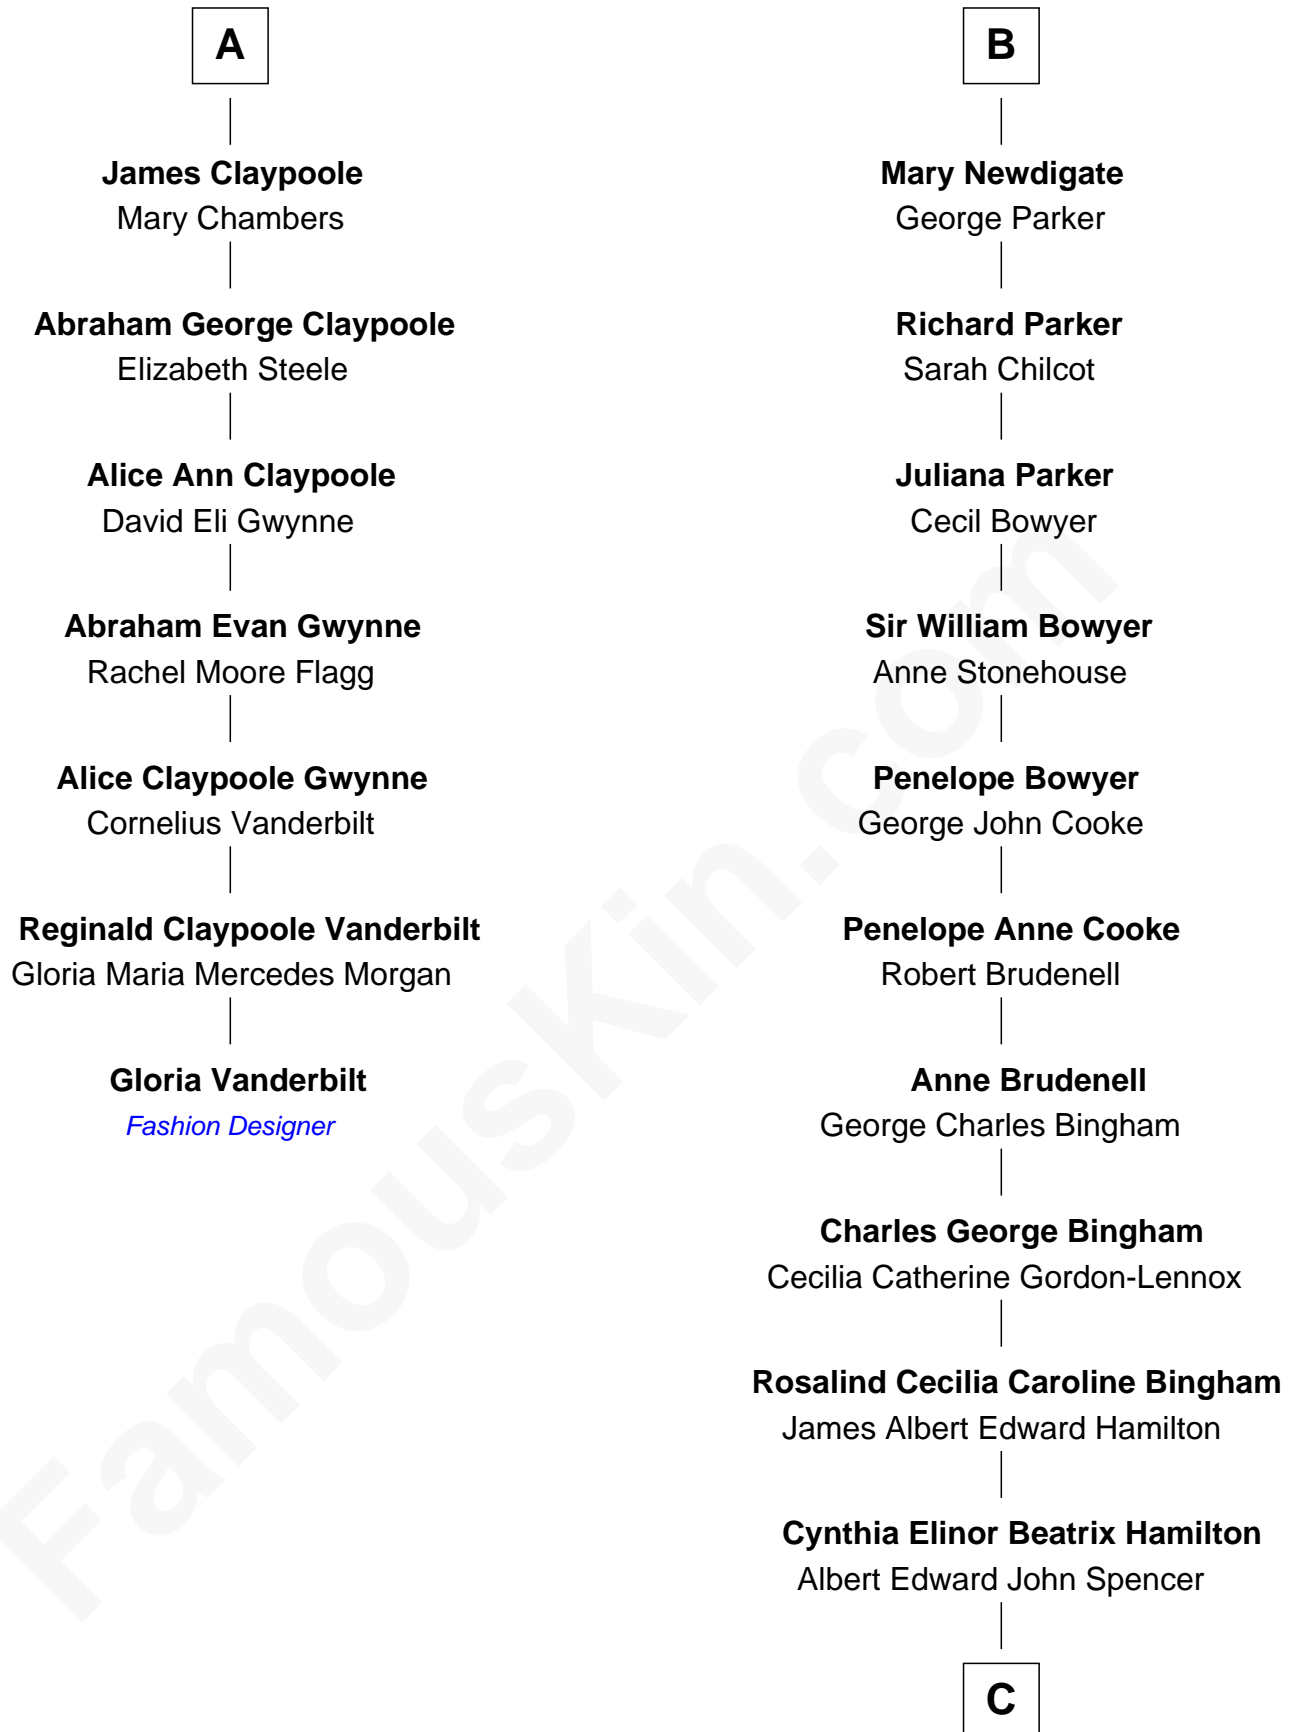 A
James Claypoole
Mary Chambers
Abraham George Claypoole
Elizabeth Steele
Alice Ann Claypoole
David Eli Gwynne
Abraham Evan Gwynne
Rachel Moore Flagg
Alice Claypoole Gwynne
Cornelius Vanderbilt
Reginald Claypoole Vanderbilt
Gloria Maria Mercedes Morgan
Gloria Vanderbilt
Fashion Designer
B
Mary Newdigate
George Parker
Richard Parker
Sarah Chilcot
Juliana Parker
Cecil Bowyer
Sir William Bowyer
Anne Stonehouse
Penelope Bowyer
George John Cooke
Penelope Anne Cooke
Robert Brudenell
Anne Brudenell
George Charles Bingham
Charles George Bingham
Cecilia Catherine Gordon-Lennox
Rosalind Cecilia Caroline Bingham
James Albert Edward Hamilton
Cynthia Elinor Beatrix Hamilton
Albert Edward John Spencer
C
FamousKin.com